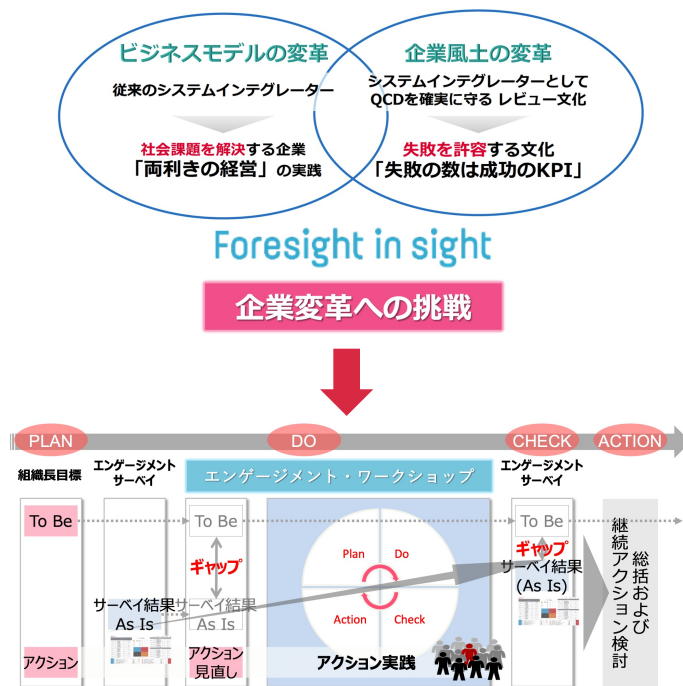 ビジネスモデルの変革
従来のシステムインテグレーター
社会課題を解決する企業
「両利きの経営」の実践
企業風土の変革
システムインテグレーターとして
QCDを確実に守る レビュー文化
失敗を許容する文化
「失敗の数は成功のKPI」
Foresight in sight
企業変革への挑戦
PLAN
DO
CHECK
ACTION
組織長目標
エンゲージメント
サーベイ
エンゲージメント・ワークショップ
エンゲージメント
サーベイ
To Be
To Be
To Be
ギャップ
ギャップ
サーベイ結果
As Is
サーベイ結果
As Is
サーベイ結果
(As Is)
Plan
Do
Action
Check
アクション
アクション
見直し
アクション実践
総括および
継続アクション検討